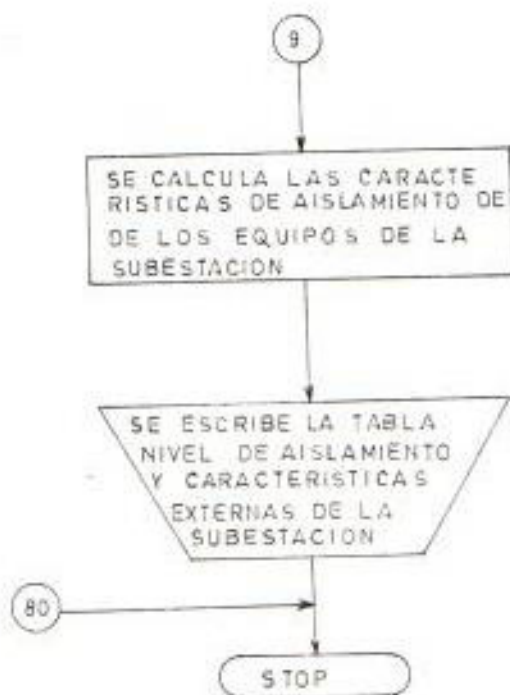 9
SE CALCULA LAS CARACTE
RISTICAS DE AISLAMIENTO DE
DE LOS EQUIPOS DE LA
SUBESTACION
SE ESCRIBE LA TABLA
NIVEL DE AISLAMIENTO
Y CARACTERISTICAS
EXTERNAS DE LA
SUBESTACION
80
STOP